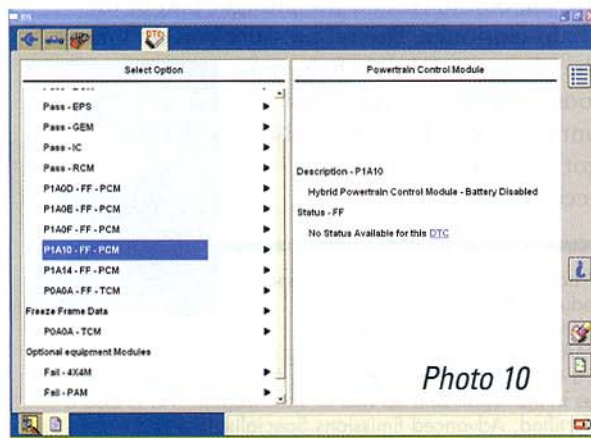 IDS
DTC
Select Option
Pass - EPS
Pass - GEM
Pass - IC
Pass - RCM
P1A0D - FF - PCM
P1A0E - FF - PCM
P1A0F - FF - PCM
P1A10 - FF - PCM
P1A14 - FF - PCM
P0A0A - FF - TCM
Freeze Frame Data
P0A0A - TCM
Optional equipment Modules
Fail - 4X4M
Fail - PAM
Powertrain Control Module
Description - P1A10
Hybrid Powertrain Control Module - Battery Disabled
Status - FF
No Status Available for this DTC
Photo 10